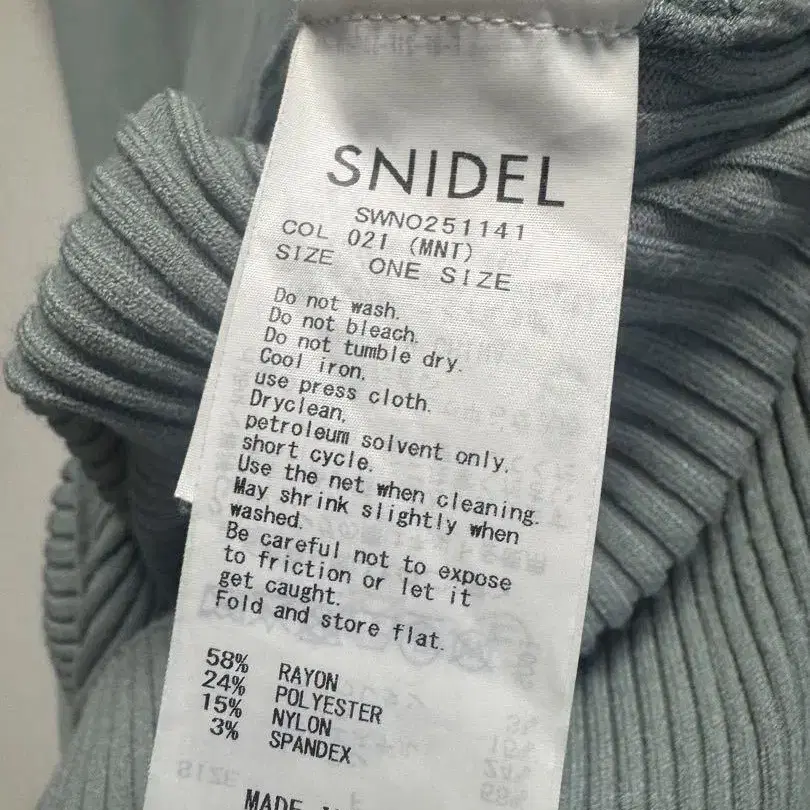 SNIDEL
SWNO251141
COL 021 (MNT)
SIZE ONE SIZE
Do not wash.
Do not bleach.
Do not tumble dry.
Cool iron.
use press cloth.
Dryclean,
petroleum solvent only,
short cycle.
Use the net when cleaning.
May shrink slightly when
washed.
Be careful not to expose
to friction or let it
get caught.
Fold and store flat.
58% RAYON
24% POLYESTER
15% NYLON
3% SPANDEX
MADE